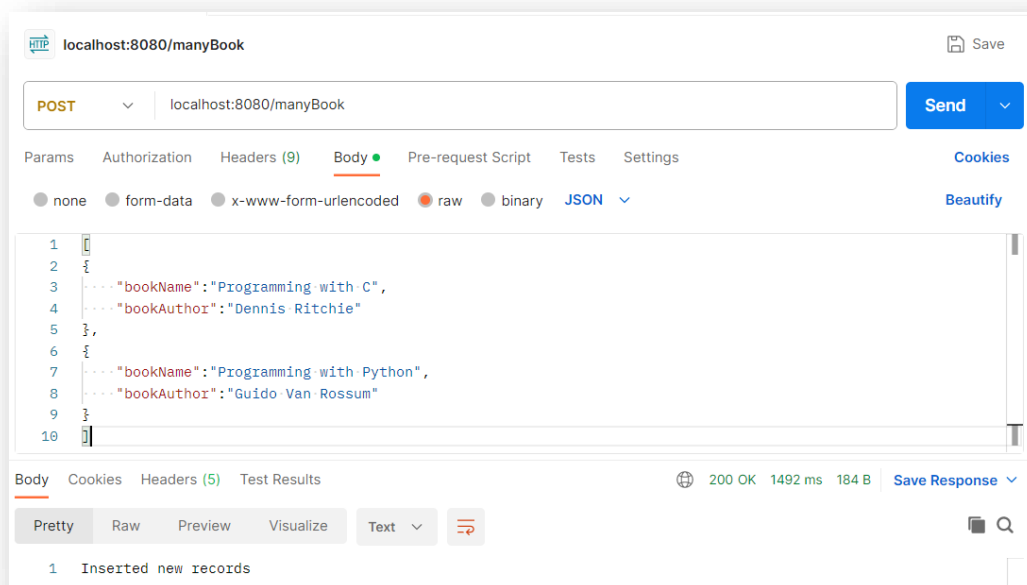 HTTP localhost:8080/manyBook Save
POST localhost:8080/manyBook Send
Params Authorization Headers (9) Body Pre-request Script Tests Settings Cookies
none form-data x-www-form-urlencoded raw binary JSON Beautify
1 [
2 {
3 "bookName":"Programming with C",
4 "bookAuthor":"Dennis Ritchie"
5 },
6 {
7 "bookName":"Programming with Python",
8 "bookAuthor":"Guido Van Rossum"
9 }
10 ]
Body Cookies Headers (5) Test Results 200 OK 1492 ms 184 B Save Response
Pretty Raw Preview Visualize Text
1 Inserted new records